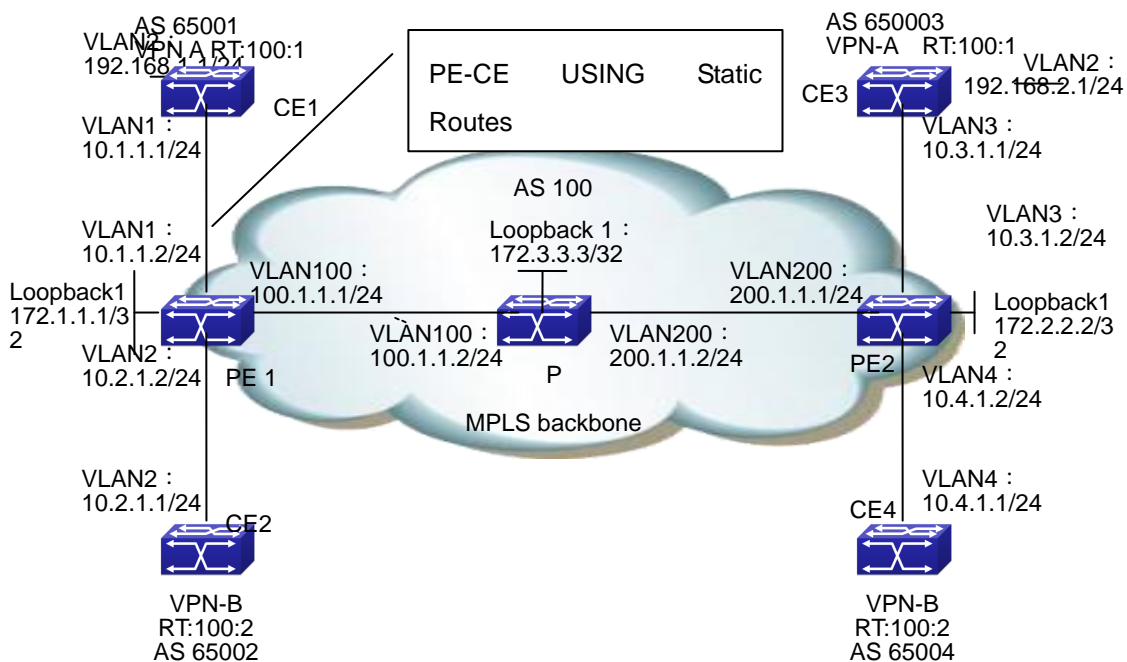 AS 65001
VLAN2：
VPN A RT:100:1
192.168.1.1/24
CE1
VLAN1：
10.1.1.1/24
PE-CE USING Static
Routes
AS 650003
VPN-A RT:100:1
VLAN2：
192.168.2.1/24
CE3
VLAN3：
10.3.1.1/24
AS 100
VLAN1：
10.1.1.2/24
Loopback 1：
172.3.3.3/32
VLAN3：
10.3.1.2/24
VLAN100：
100.1.1.1/24
VLAN200：
200.1.1.1/24
Loopback1
172.1.1.1/3
2
Loopback1
172.2.2.2/3
2
VLAN100：
100.1.1.2/24
VLAN200：
200.1.1.2/24
VLAN2：
10.2.1.2/24
PE 1
P
PE2
VLAN4：
10.4.1.2/24
MPLS backbone
VLAN2：
10.2.1.1/24
CE2
VLAN4：
10.4.1.1/24
CE4
VPN-B
RT:100:2
AS 65002
VPN-B
RT:100:2
AS 65004